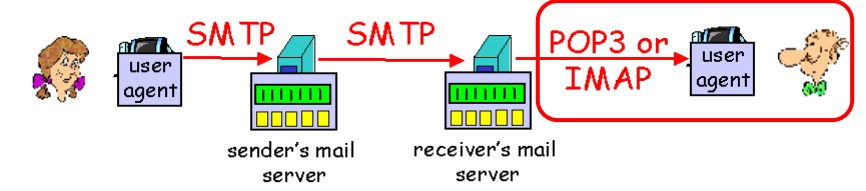 SMTP
SMTP
POP3 or
IMAP
user
agent
user
agent
sender's mail
server
receiver's mail
server